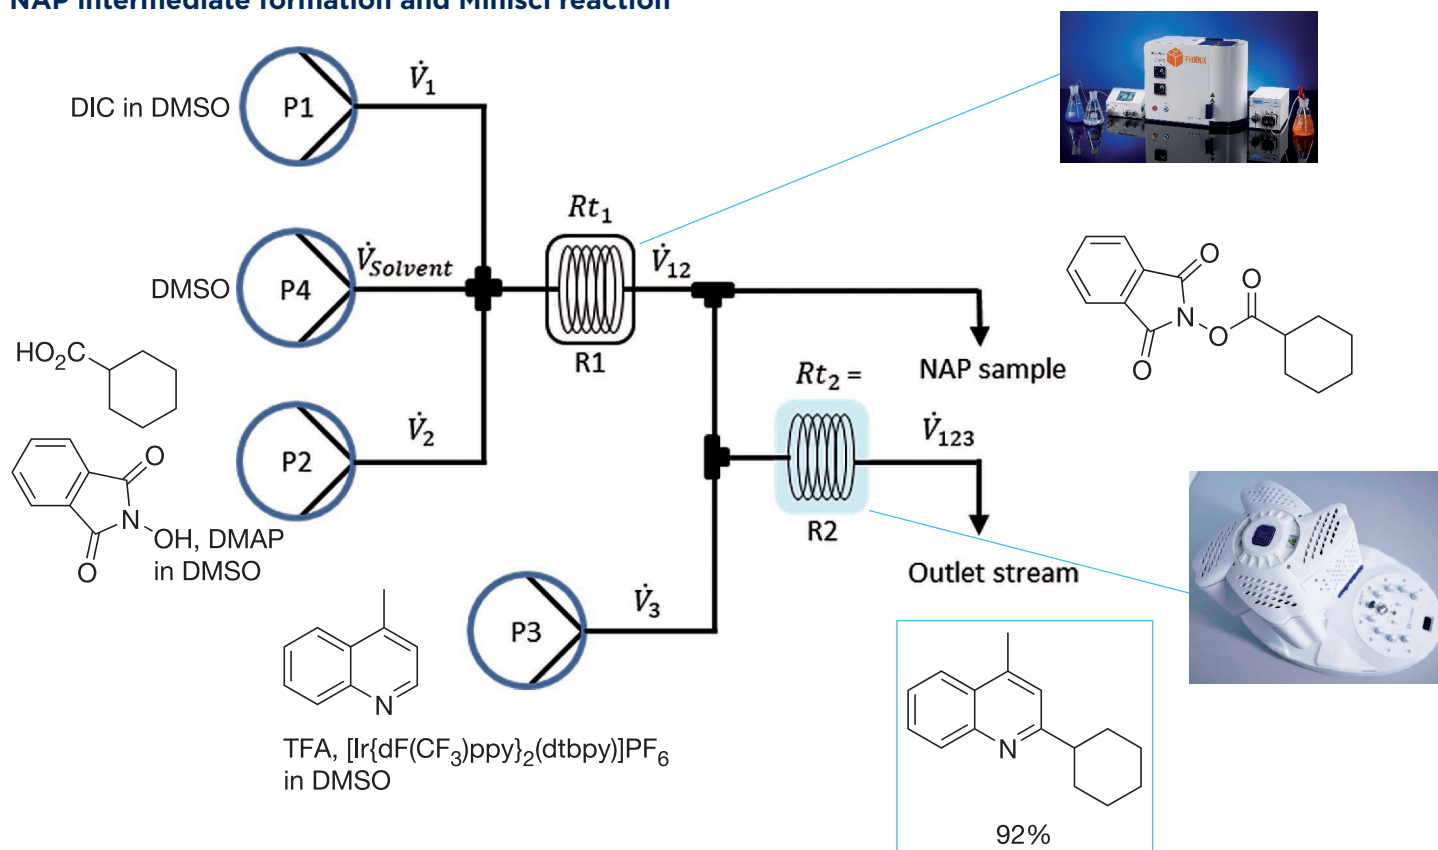 NAP intermediate formation and Minisci reaction
DIC in DMSO
P1
V̇1
PHOENIX
DMSO
P4
V̇Solvent
Rt1
R1
V̇12
NAP sample
O
O
N
O
O
HO2C
P2
V̇2
O
N
OH, DMAP
in DMSO
O
Rt2 =
R2
V̇123
Outlet stream
P3
V̇3
N
TFA, [Ir{dF(CF3)ppy}2(dtbpy)]PF6
in DMSO
N
92%